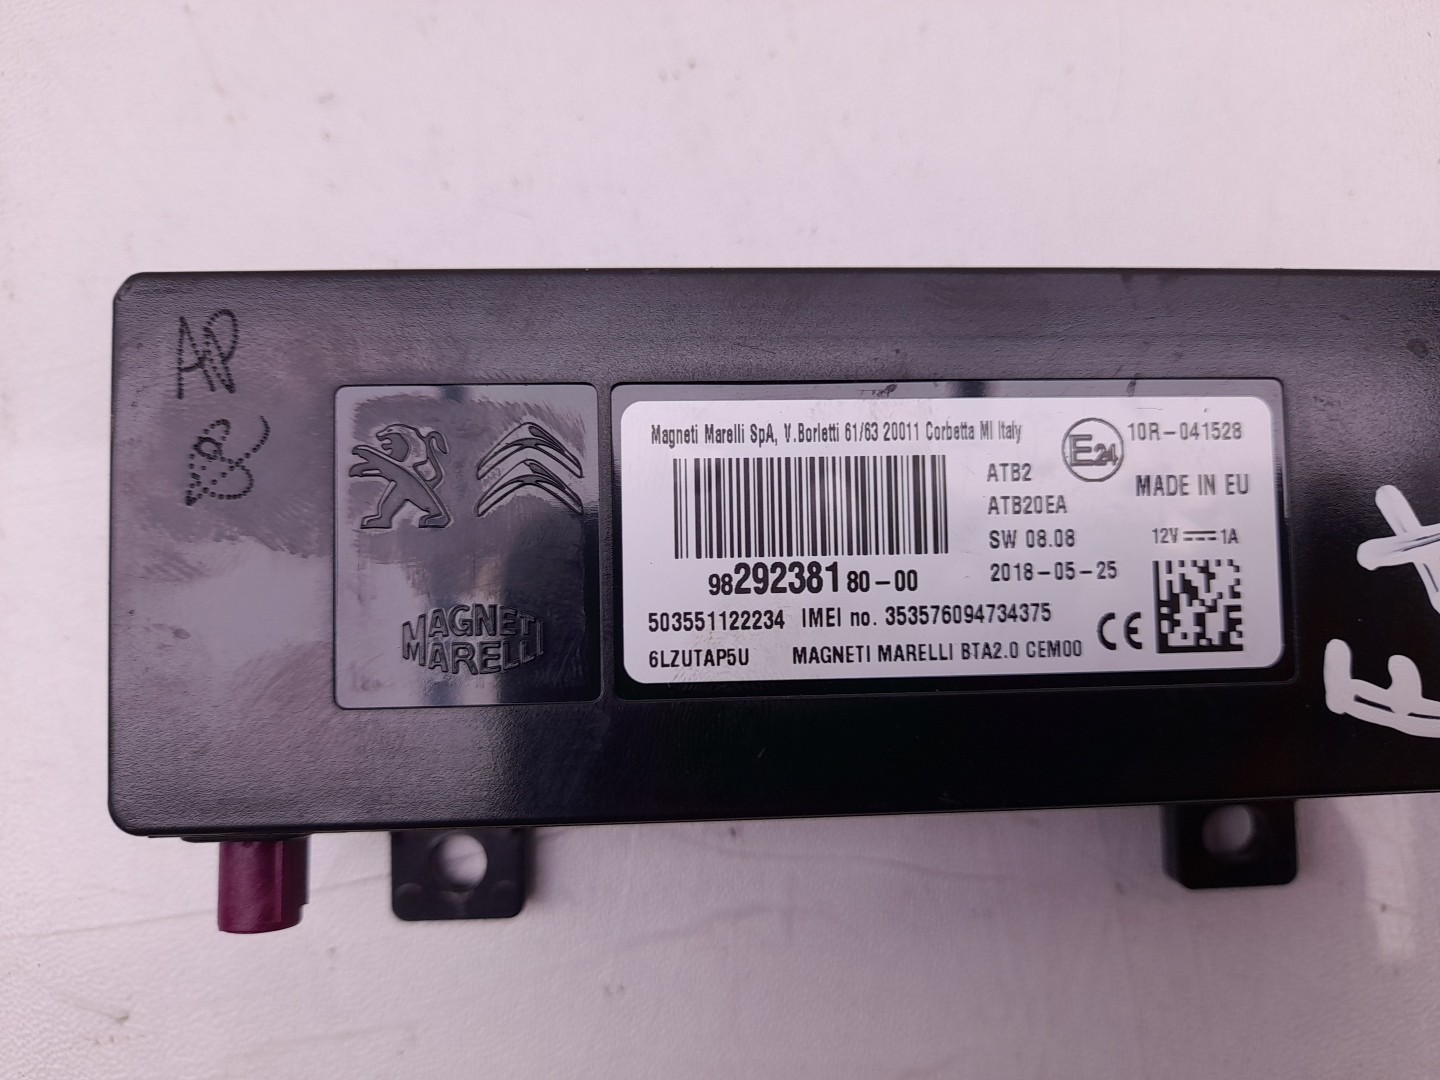 AP
MAGNETI
MARELLI
Magneti Marelli SpA, V.Borletti 61/63 20011 Corbetta MI Italy
E24
10R-041528
ATB2
MADE IN EU
ATB20EA
SW 08.08
12V 1A
9829238180-00
2018-05-25
503551122234 IMEI no. 353576094734375
CE
6LZUTAP5U MAGNETI MARELLI BTA2.0 CEM00